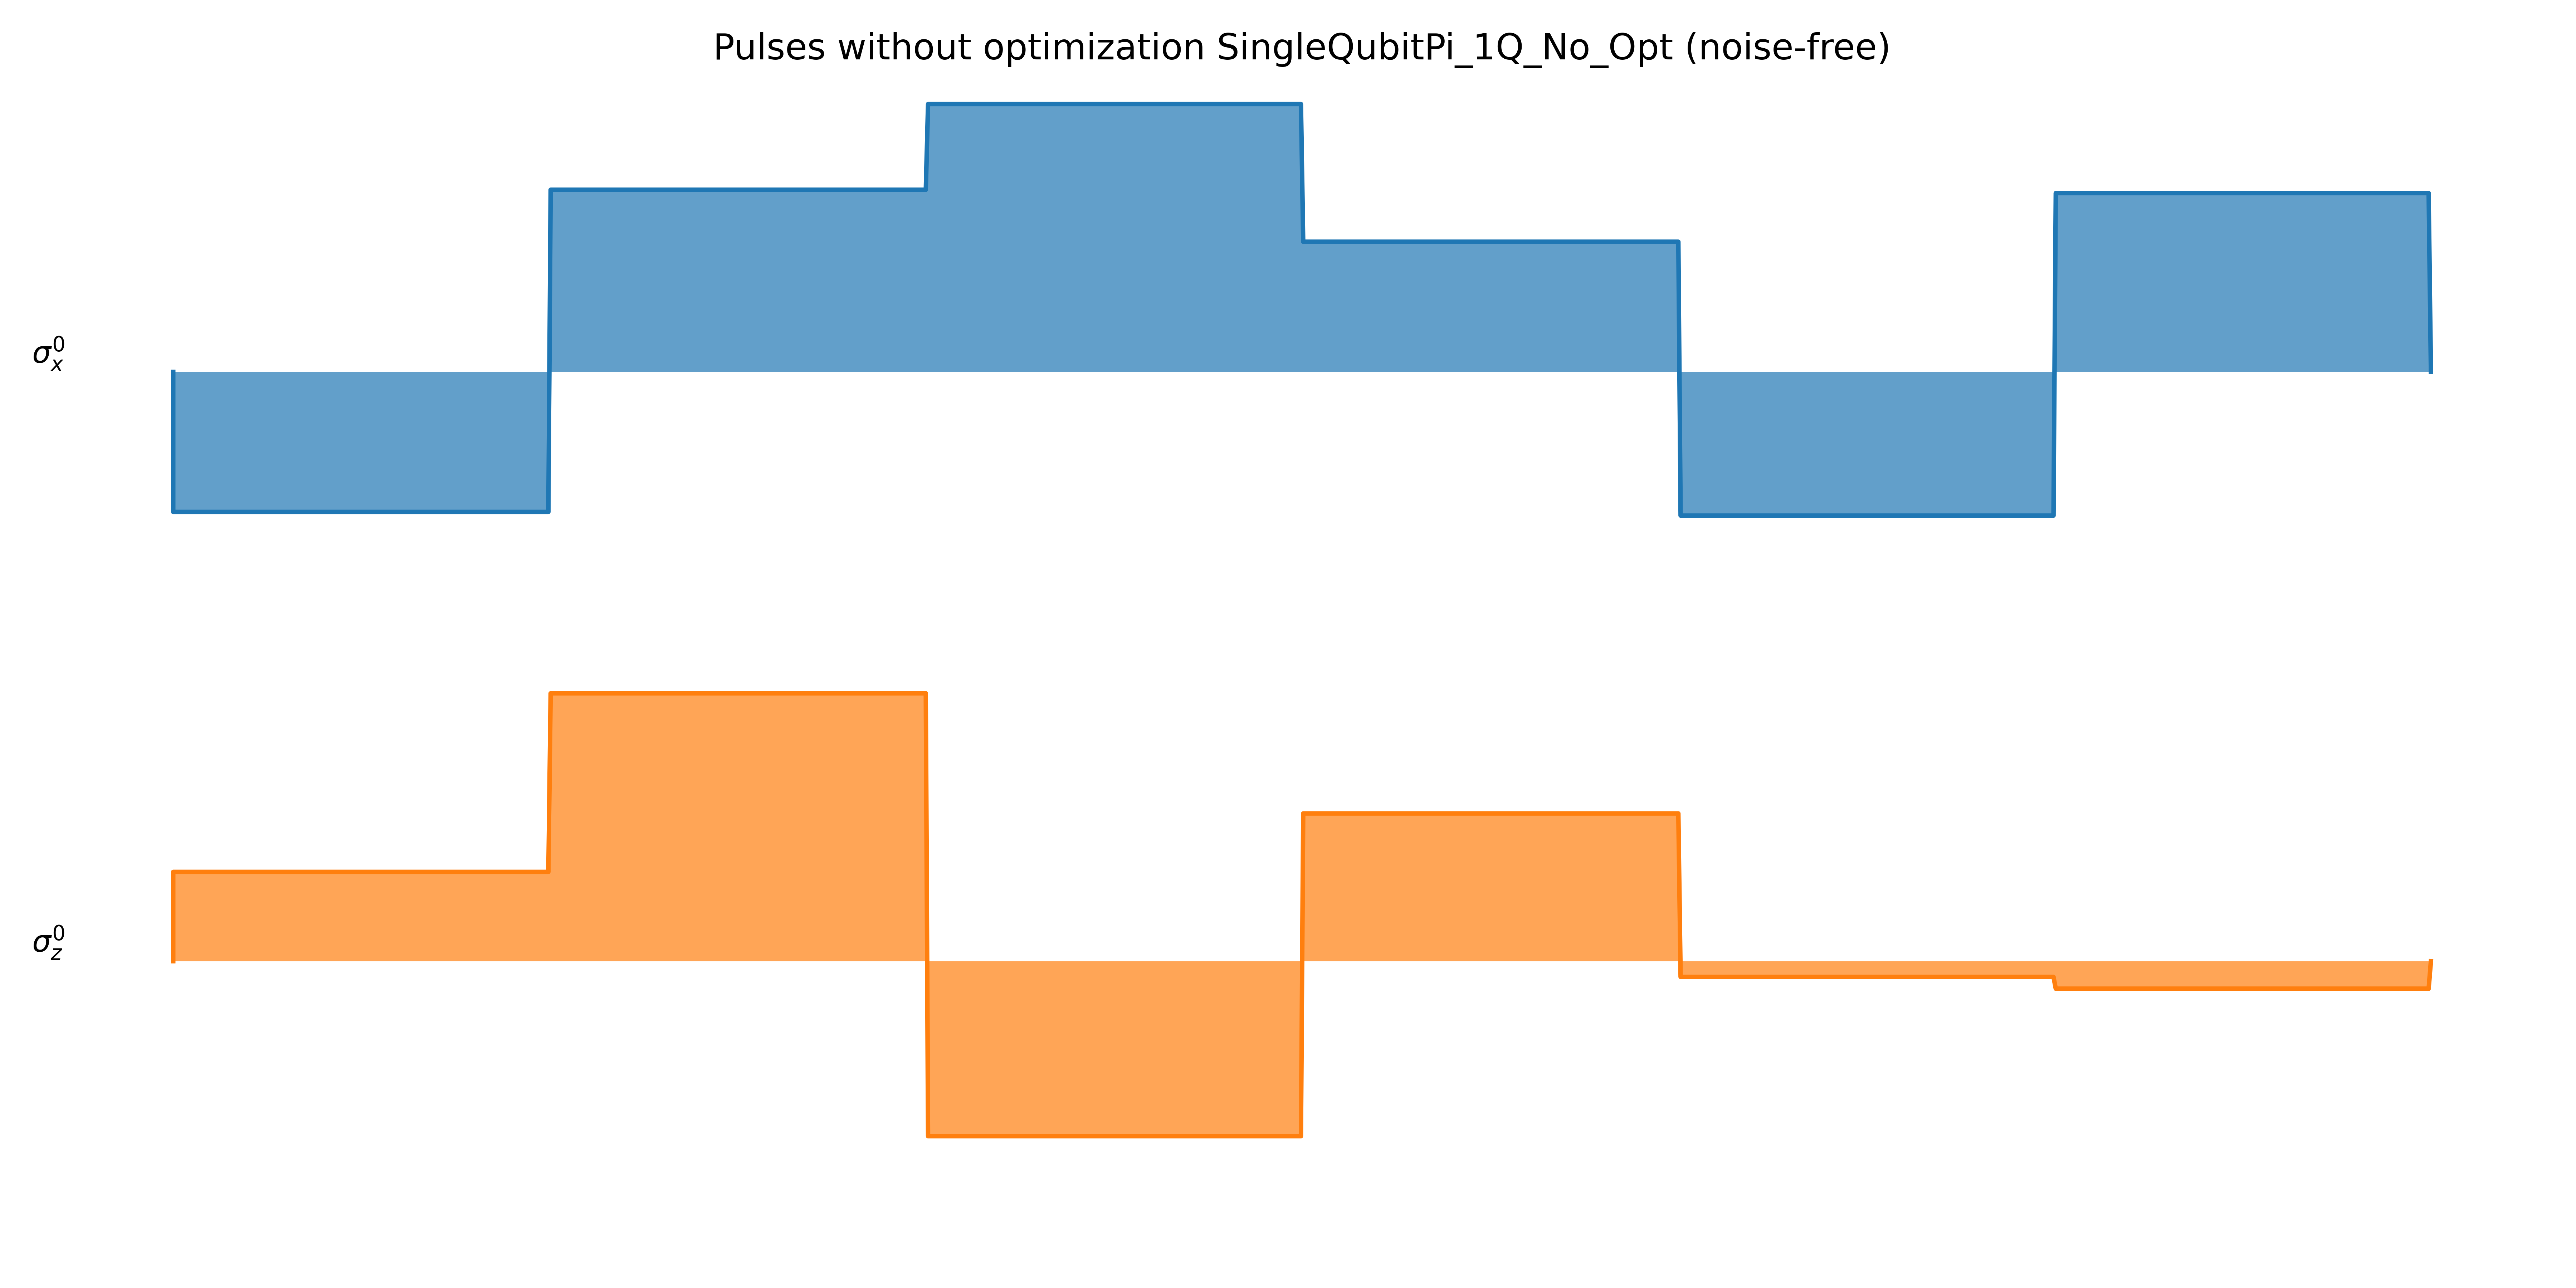 Pulses without optimization SingleQubitPi_1Q_No_Opt (noise-free)
σ_x^0
σ_z^0